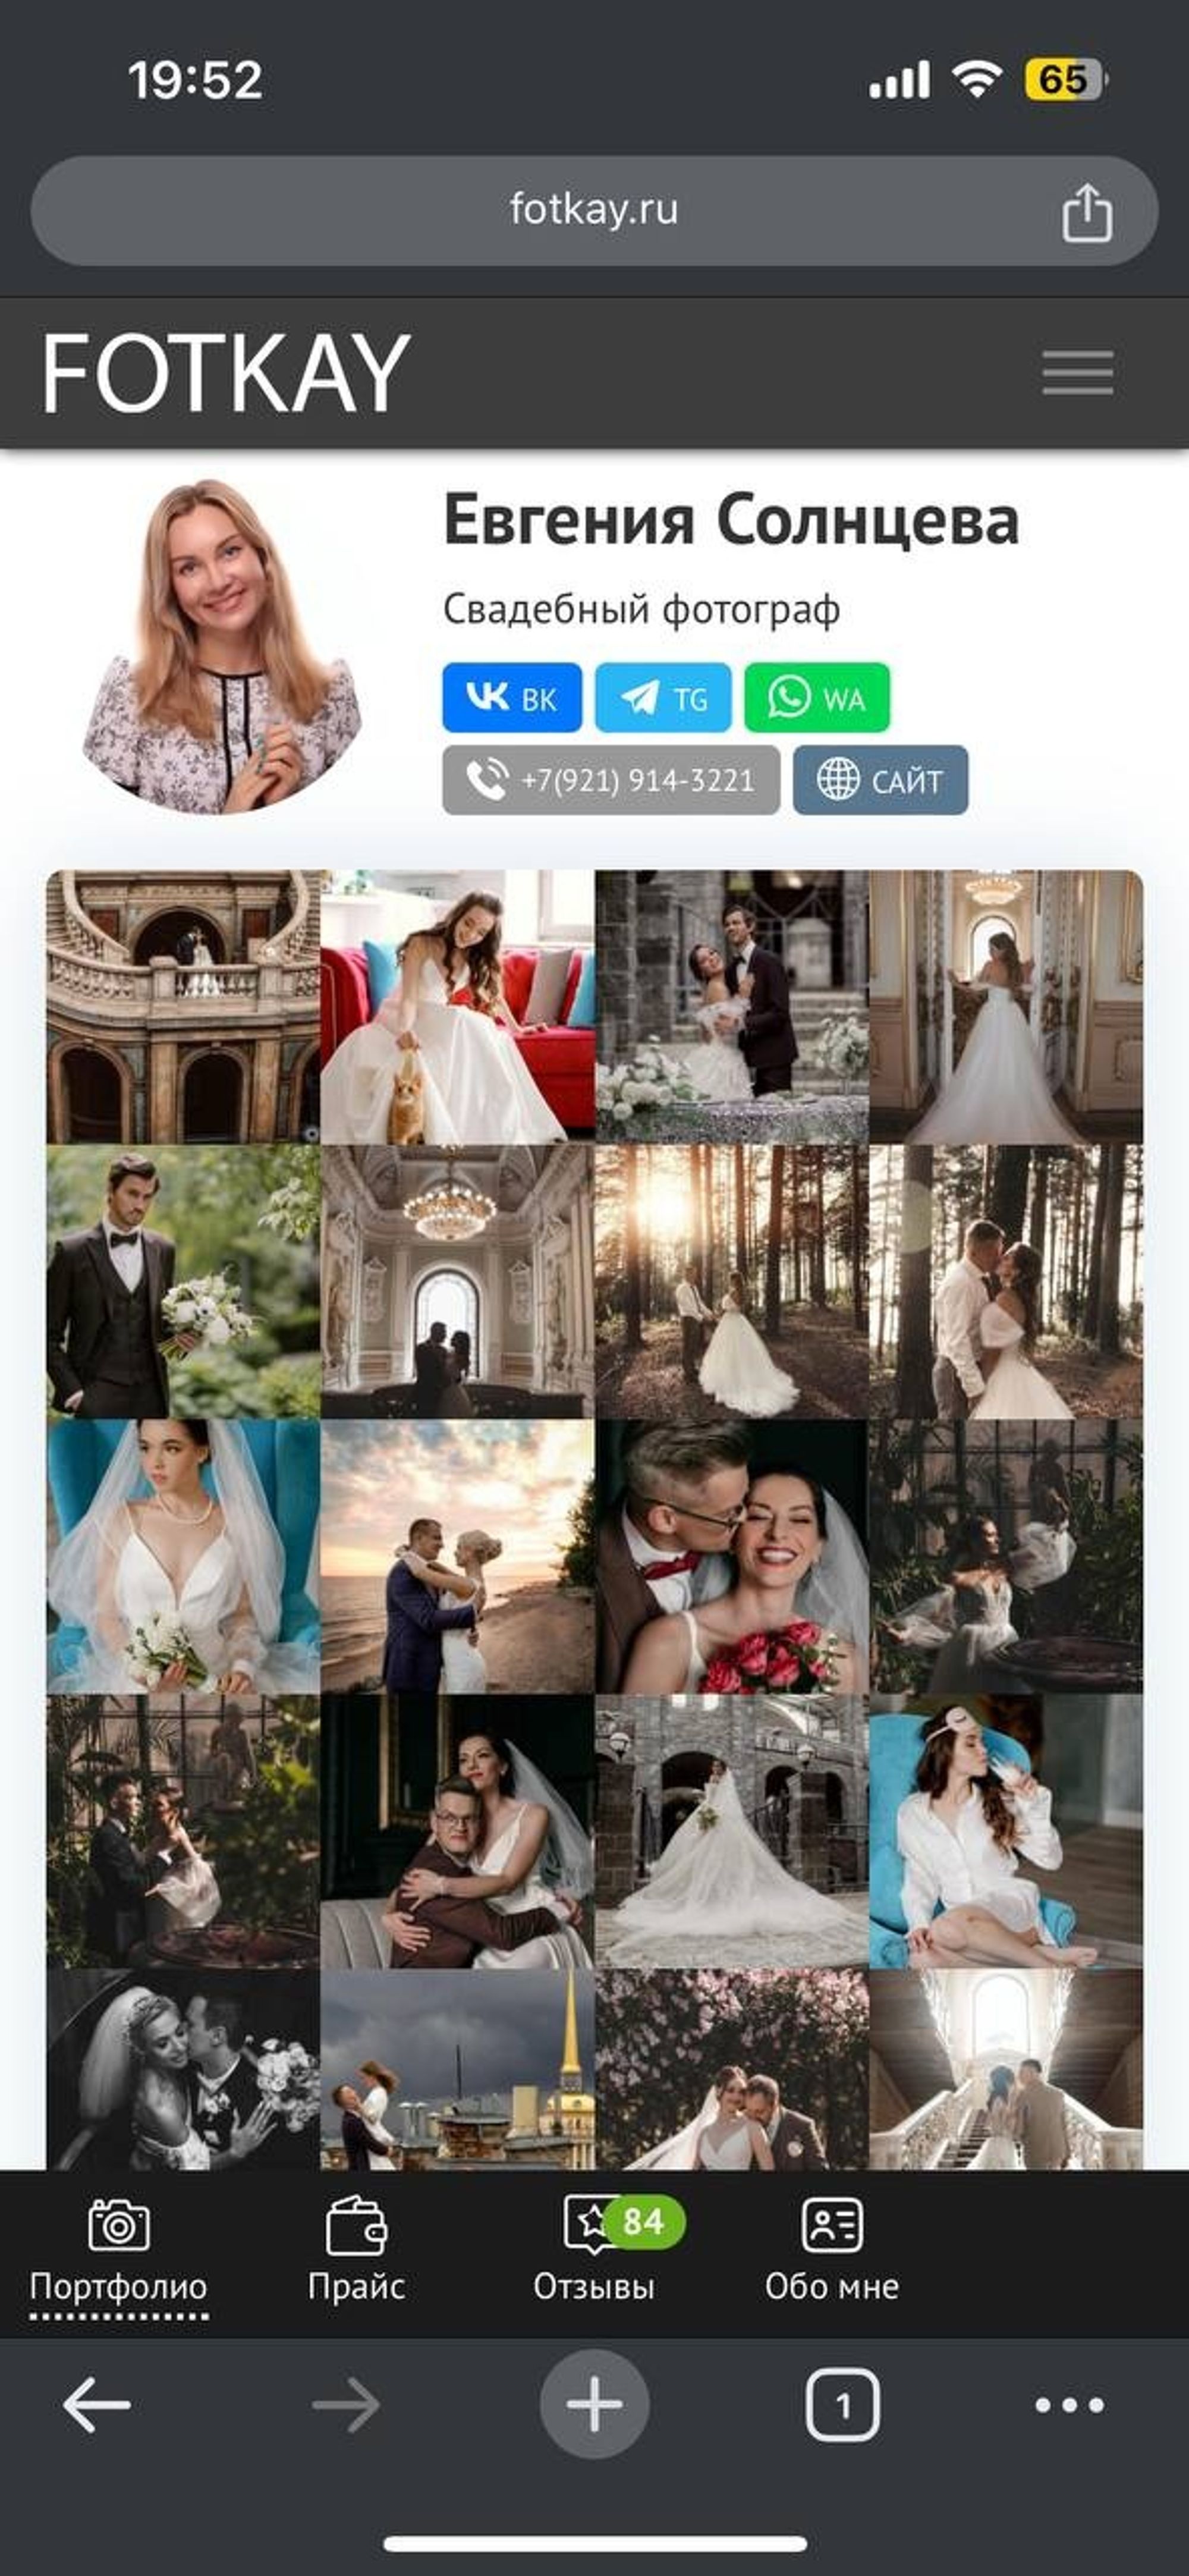 19:52
65
fotkay.ru
FOTKAY
Евгения Солнцева
Свадебный фотограф
ВК TG WA
+7(921) 914-3221 САЙТ
84
Портфолио Прайс Отзывы Обо мне
1